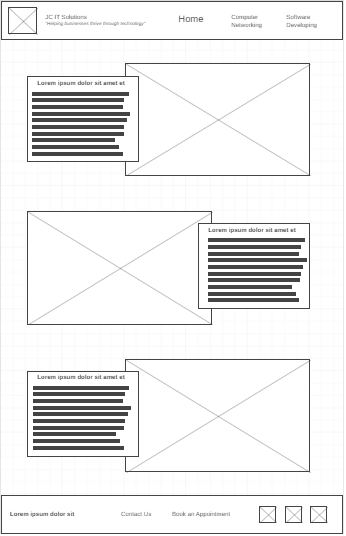 JC IT Solutions
"Helping businesses thrive through technology"
Home
Computer
Networking
Software
Developing
Lorem ipsum dolor sit amet et
Lorem ipsum dolor sit amet et
Lorem ipsum dolor sit amet et
Lorem ipsum dolor sit
Contact Us
Book an Appointment